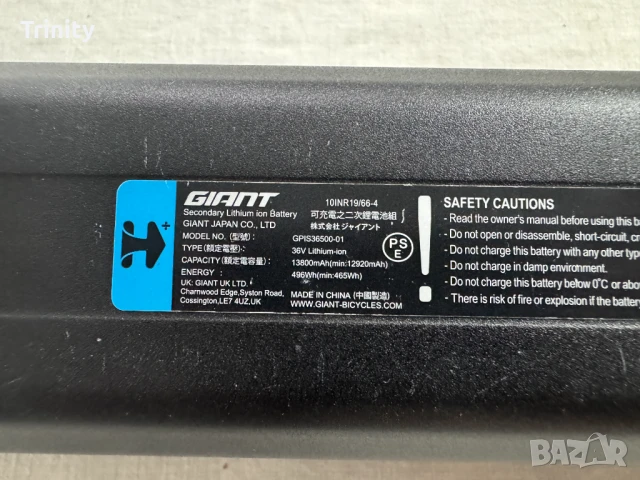 Trinity
GIANT
10INR19/66-4
Secondary Lithium ion Battery
可充電之二次鋰電池組
GIANT JAPAN CO., LTD
株式会社 ジャイアント
MODEL NO. (型號): GPIS36500-01
TYPE(額定電壓): 36V Lithium-ion
CAPACITY(額定電容量): 13800mAh(min:12920mAh)
ENERGY : 496Wh(min:465Wh)
UK: GIANT UK LTD.
Charnwood Edge,Syston Road,
Cossington,LE7 4UZ,UK
MADE IN CHINA (中國製造)
WWW.GIANT-BICYCLES.COM
PS
E
!
SAFETY CAUTIONS
- Read the owner's manual before using this ba
- Do not open or disassemble, short-circuit, cr
- Do not charge this battery with any other type
- Do not charge in damp environment.
- Do not charge this battery below 0°C or abov
- There is risk of fire or explosion if the battery
BAZAR
bg